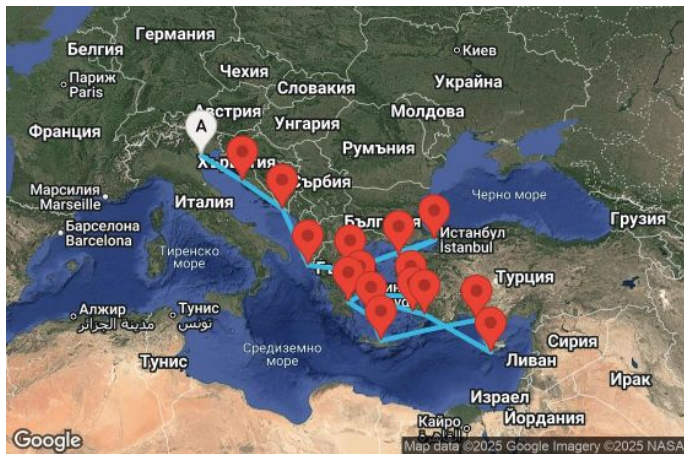 Германия
Белгия
Киев
Париж
Paris
Чехия
Словакия
Украйна
A
Австрия
Унгария
Молдова
Франция
Румъния
Сърбия
Марсилия
Marseille
Италия
Черно море
Грузия
България
Барселона
Barcelona
Истанбул
İstanbul
Тиренско
море
Турция
Алжир
مدينة الجزائر
Тунис
تونس
Средиземно
море
Тунис
Ливан
Сирия
Ирак
Израел
Йордания
Кайро
القاهرة
Google
Map data ©2025 Google Imagery ©2025 NASA